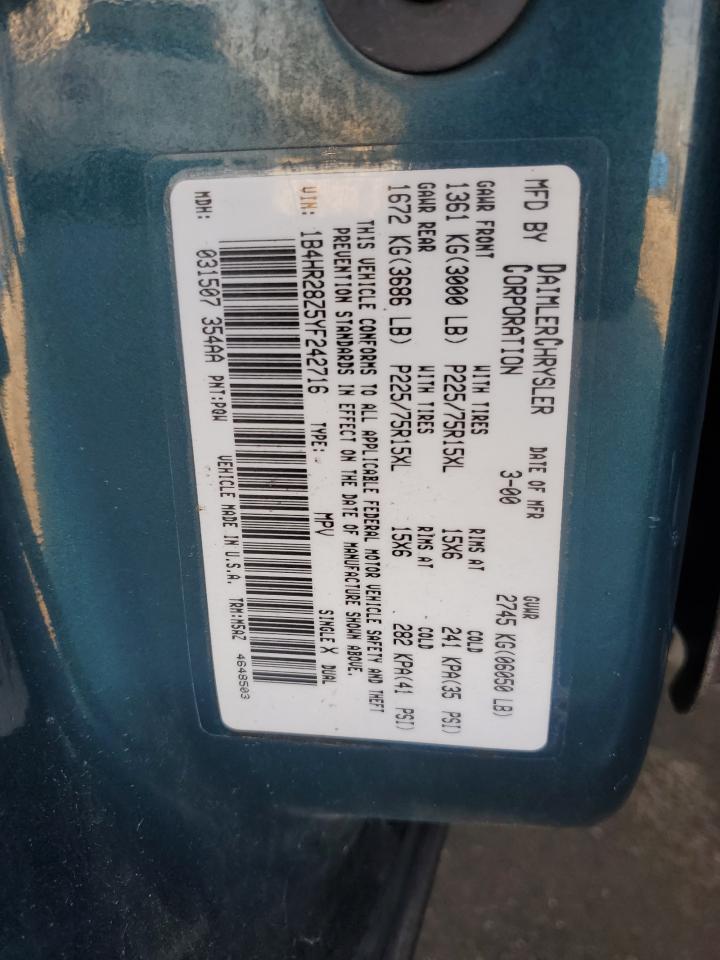 MFD BY DAIMLERCHRYSLER CORPORATION DATE OF MFR 3-00 GVWR 2745 KG(06050 LB)
GAWR FRONT WITH TIRES RIMS AT COLD
1361 KG(3000 LB) P225/75R15XL 15X6 241 KPA(35 PSI)
GAWR REAR WITH TIRES RIMS AT COLD
1672 KG(3686 LB) P225/75R15XL 15X6 282 KPA(41 PSI)
THIS VEHICLE CONFORMS TO ALL APPLICABLE FEDERAL MOTOR VEHICLE SAFETY AND THEFT
PREVENTION STANDARDS IN EFFECT ON THE DATE OF MANUFACTURE SHOWN ABOVE.
VIN: 1B4HR28Z5YF242716 TYPE: MPV SINGLE X DUAL
MDH: 031507 354AA PNT:PQW VEHICLE MADE IN U.S.A. TRM:M5AZ 4648503